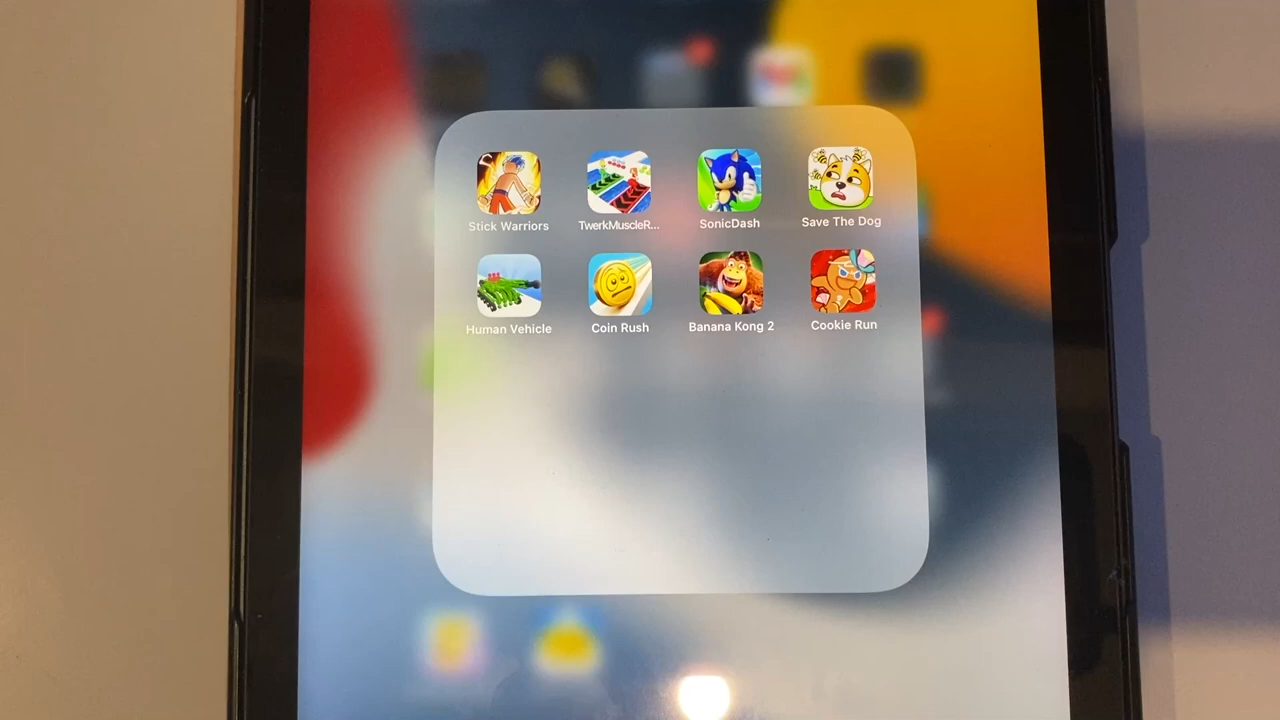 Stick Warriors
TwerkMuscleR...
SonicDash
Save The Dog
Human Vehicle
Coin Rush
Banana Kong 2
Cookie Run